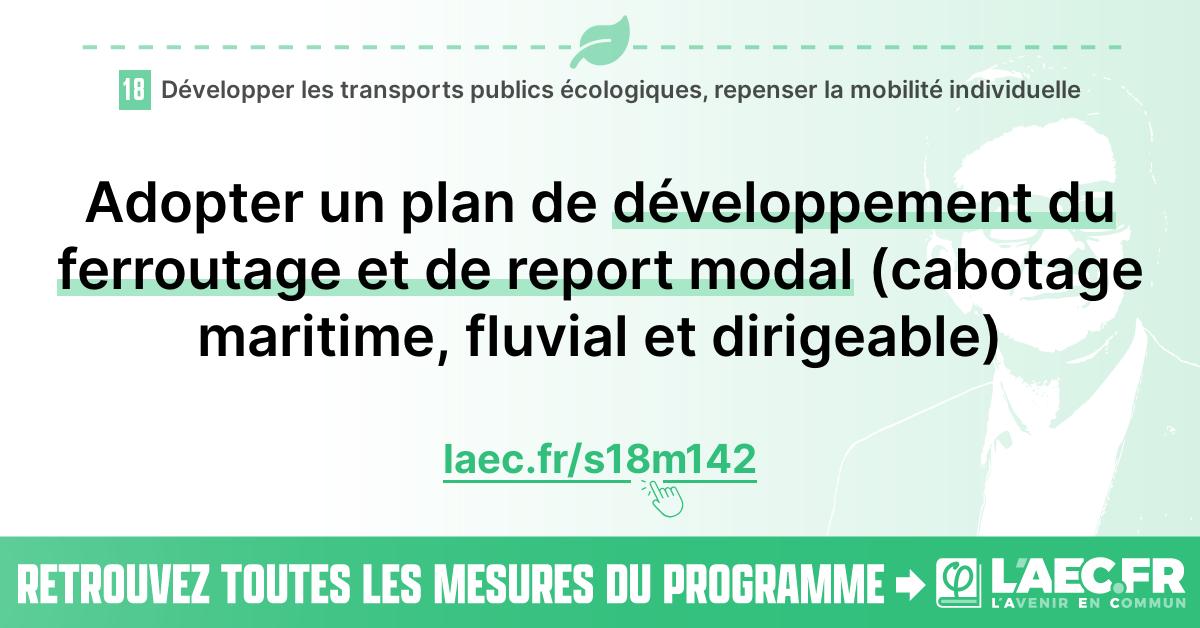 18 Développer les transports publics écologiques, repenser la mobilité individuelle
Adopter un plan de développement du
ferroutage et de report modal (cabotage
maritime, fluvial et dirigeable)
laec.fr/s18m142
RETROUVEZ TOUTES LES MESURES DU PROGRAMME → φ L'AEC.FR
L'AVENIR EN COMMUN